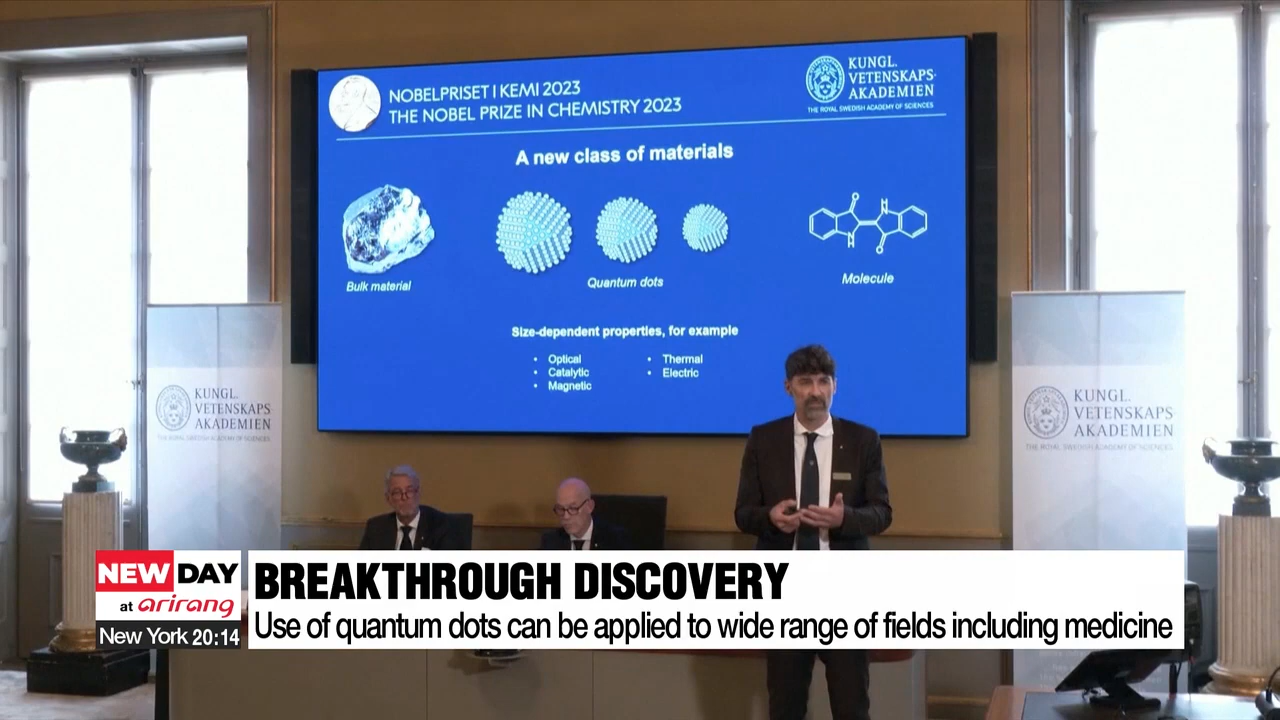 NOBELPRISET I KEMI 2023
THE NOBEL PRIZE IN CHEMISTRY 2023
KUNGL.
VETENSKAPS-
AKADEMIEN
THE ROYAL SWEDISH ACADEMY OF SCIENCES
A new class of materials
O
H
N
N
H
O
Bulk material
Quantum dots
Molecule
Size-dependent properties, for example
• Optical
• Catalytic
• Magnetic
• Thermal
• Electric
KUNGL.
VETENSKAPS-
AKADEMIEN
THE ROYAL SWEDISH ACADEMY OF SCIENCES
KUNGL.
VETENSKAPS-
AKADEMIEN
THE ROYAL SWEDISH ACADEMY OF SCIENCES
NEW DAY
at arirang
New York 20:14
BREAKTHROUGH DISCOVERY
Use of quantum dots can be applied to wide range of fields including medicine